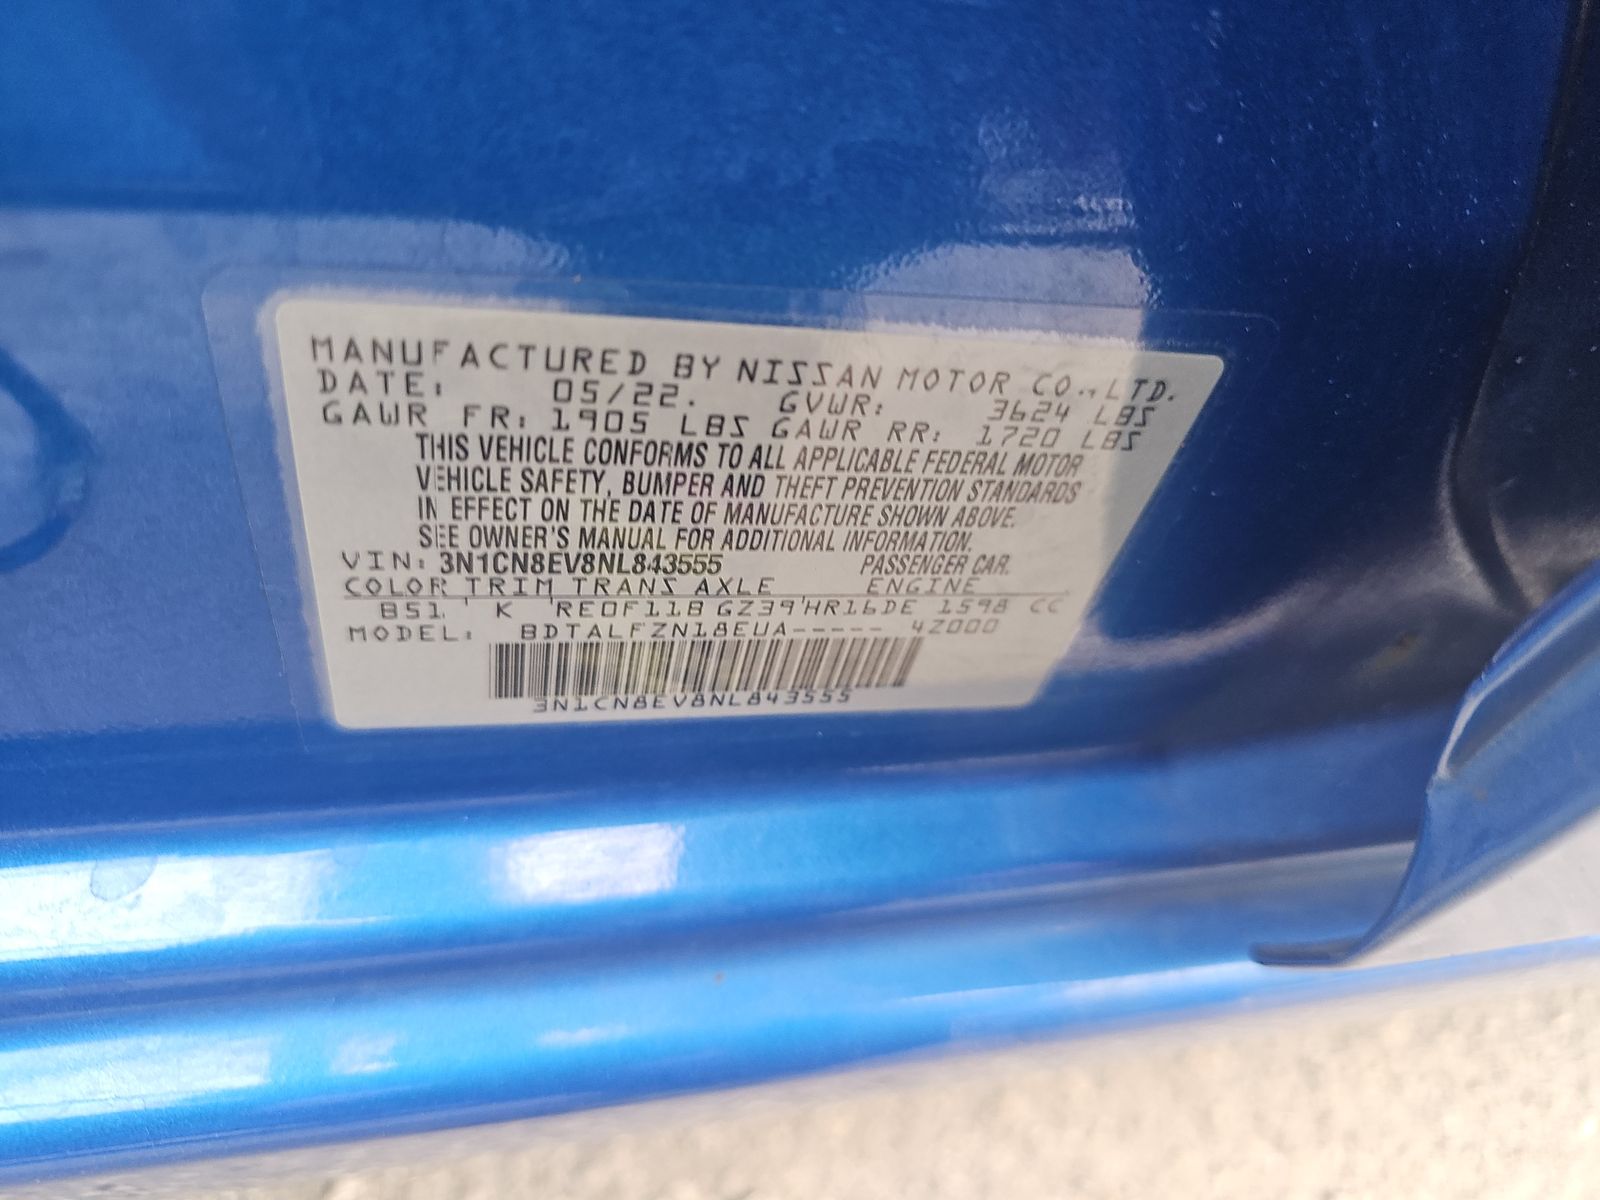 MANUFACTURED BY NISSAN MOTOR CO., LTD.
DATE: 05/22. GVWR: 3624 LBS
GAWR FR: 1905 LBS GAWR RR: 1720 LBS
THIS VEHICLE CONFORMS TO ALL APPLICABLE FEDERAL MOTOR
VEHICLE SAFETY, BUMPER AND THEFT PREVENTION STANDARDS
IN EFFECT ON THE DATE OF MANUFACTURE SHOWN ABOVE.
SEE OWNER'S MANUAL FOR ADDITIONAL INFORMATION.
VIN: 3N1CN8EV8NL843555 PASSENGER CAR.
COLOR TRIM TRANS AXLE ENGINE
B51 K RE0F11B GZ39 HR16DE 1598 CC
MODEL: BDTALFZN18EUA----- 4Z000
3N1CN8EV8NL843555